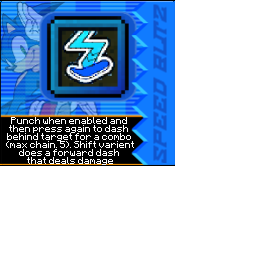 SPEED BLITZ
Punch when enabled and
then press again to dash
behind target for a combo
(max chain, 5). Shift varient
does a forward dash
that deals damage